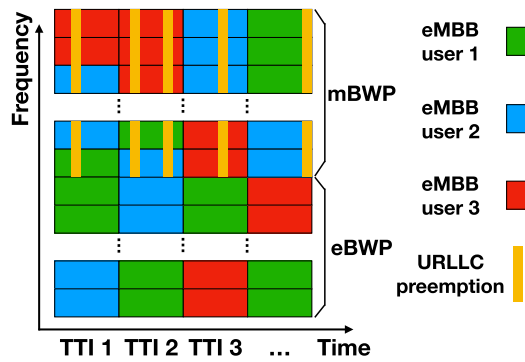 Frequency
mBWP
eBWP
TTI 1 TTI 2 TTI 3 ... Time
eMBB
user 1
eMBB
user 2
eMBB
user 3
URLLC
preemption